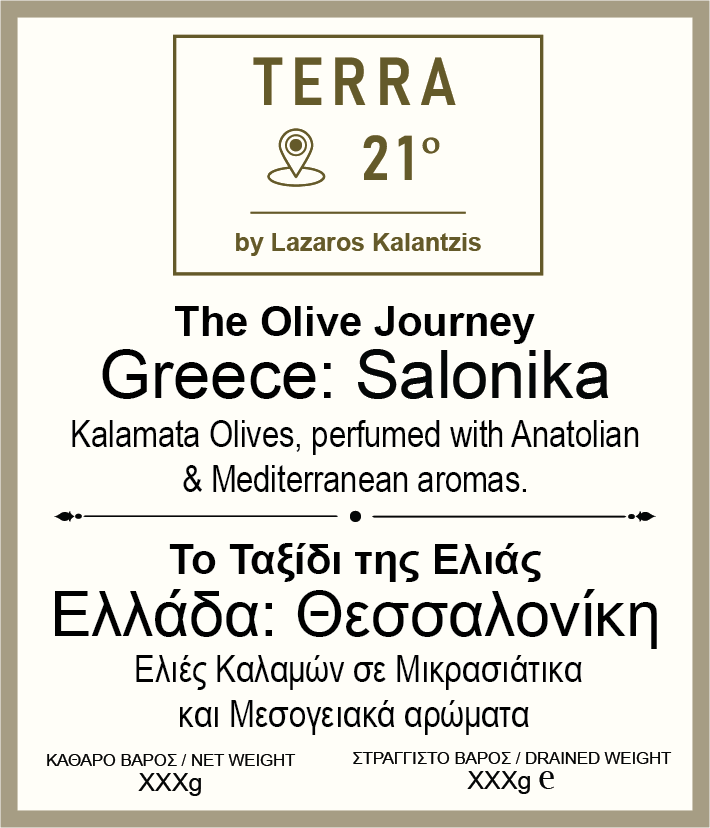 TERRA
21º
by Lazaros Kalantzis
The Olive Journey
Greece: Salonika
Kalamata Olives, perfumed with Anatolian
& Mediterranean aromas.
Το Ταξίδι της Ελιάς
Ελλάδα: Θεσσαλονίκη
Ελιές Καλαμών σε Μικρασιάτικα
και Μεσογειακά αρώματα
ΚΑΘΑΡΟ ΒΑΡΟΣ / NET WEIGHT
XXXg
ΣΤΡΑΓΓΙΣΤΟ ΒΑΡΟΣ / DRAINED WEIGHT
XXXg ℮